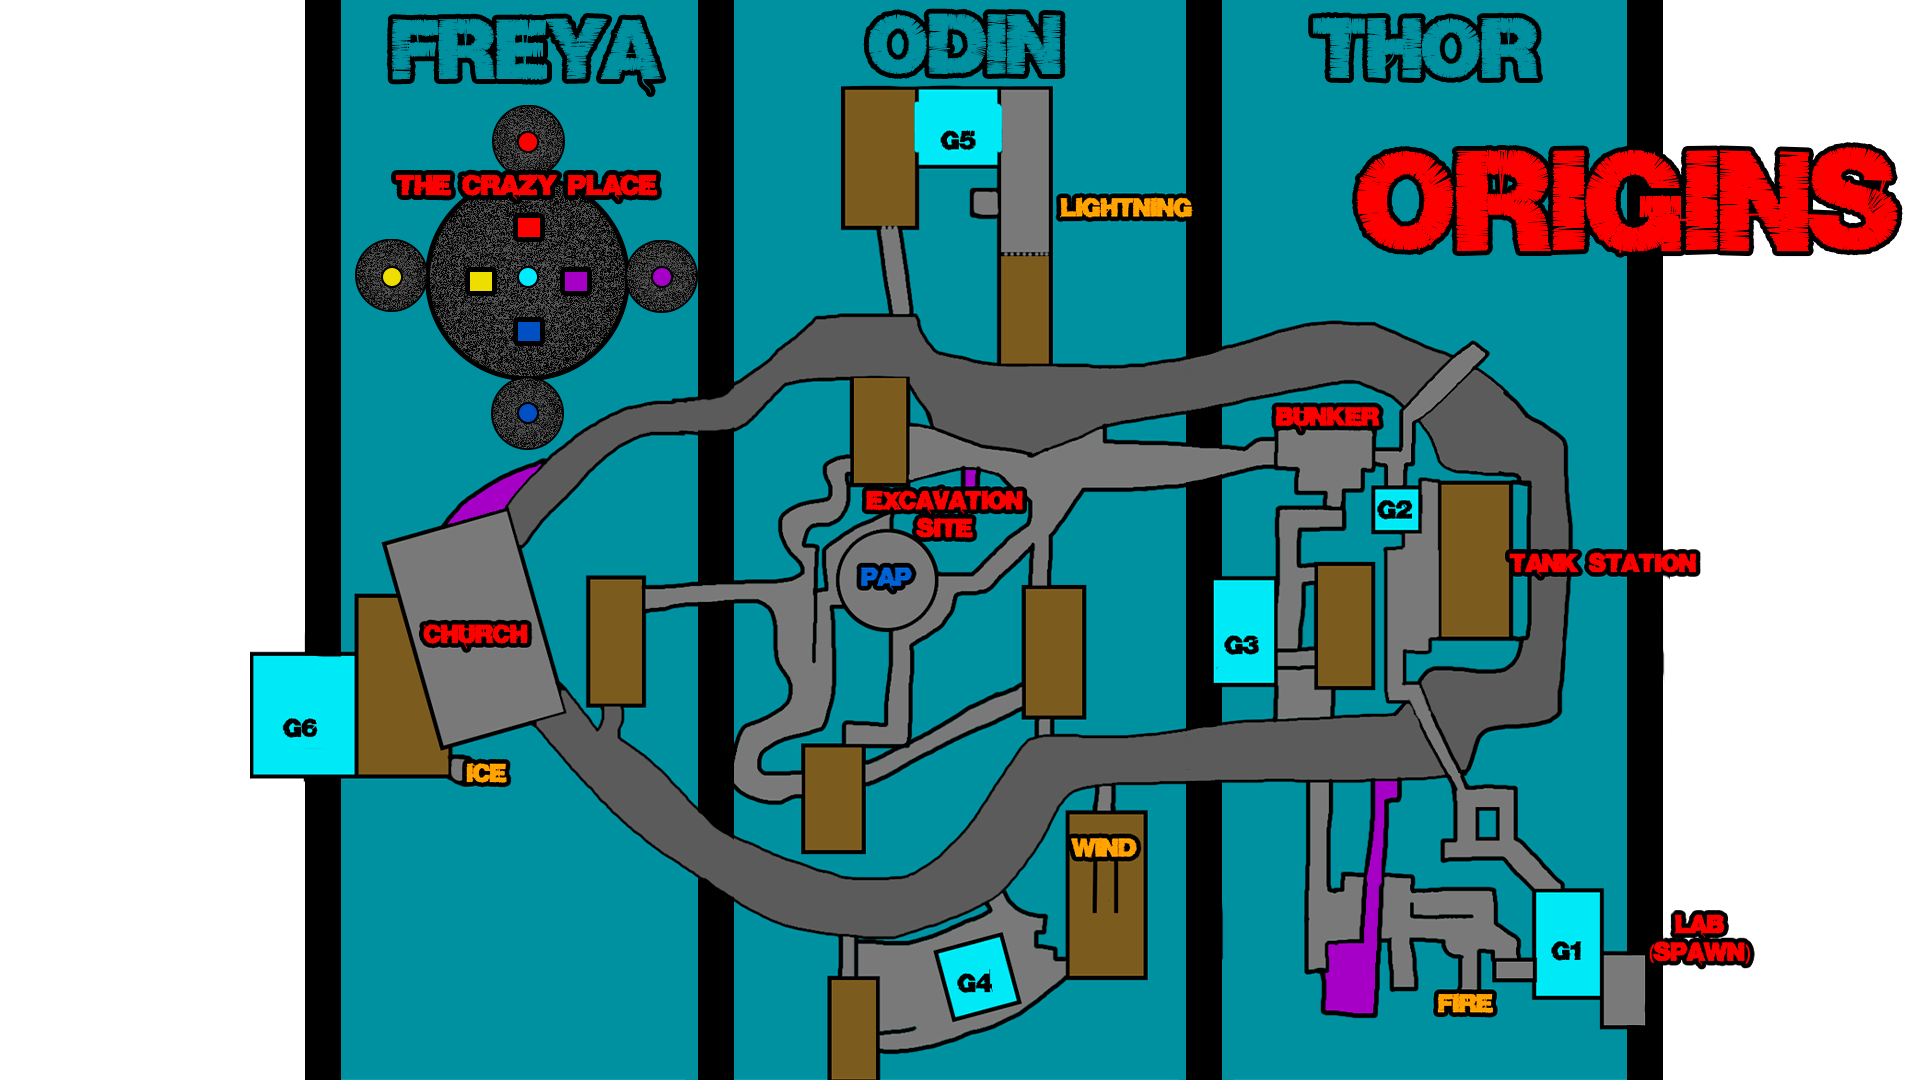 FREYA
ODIN
THOR
ORIGINS
THE CRAZY PLACE
G5
LIGHTNING
BUNKER
EXCAVATION
SITE
G2
PAP
TANK STATION
CHURCH
G3
G6
ICE
WIND
G4
G1
LAB
(SPAWN)
FIRE